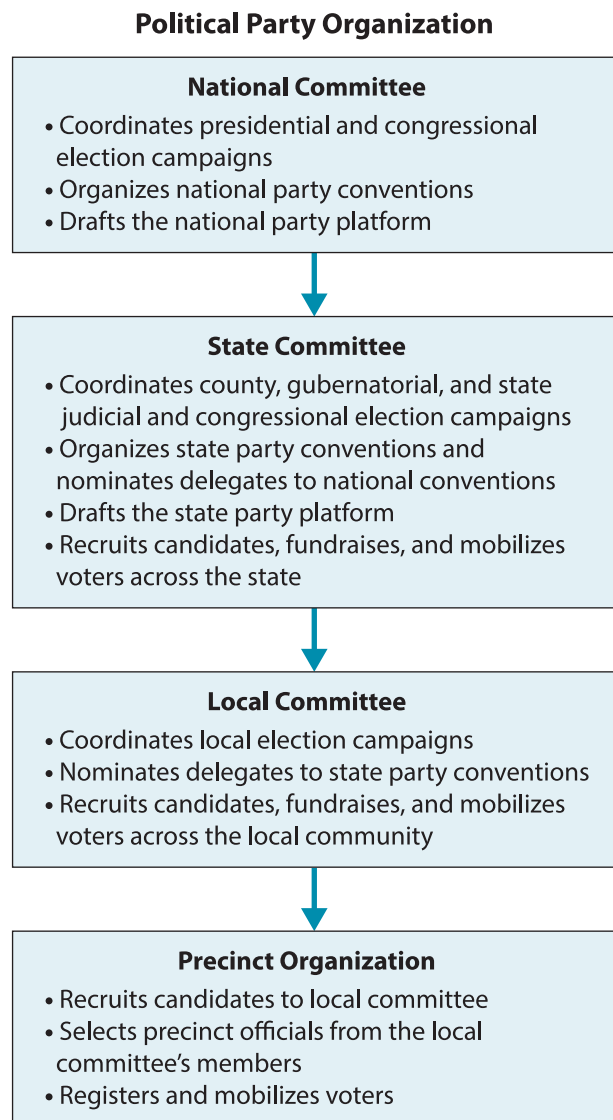 Political Party Organization
National Committee
• Coordinates presidential and congressional
election campaigns
• Organizes national party conventions
• Drafts the national party platform
State Committee
• Coordinates county, gubernatorial, and state
judicial and congressional election campaigns
• Organizes state party conventions and
nominates delegates to national conventions
• Drafts the state party platform
• Recruits candidates, fundraises, and mobilizes
voters across the state
Local Committee
• Coordinates local election campaigns
• Nominates delegates to state party conventions
• Recruits candidates, fundraises, and mobilizes
voters across the local community
Precinct Organization
• Recruits candidates to local committee
• Selects precinct officials from the local
committee’s members
• Registers and mobilizes voters